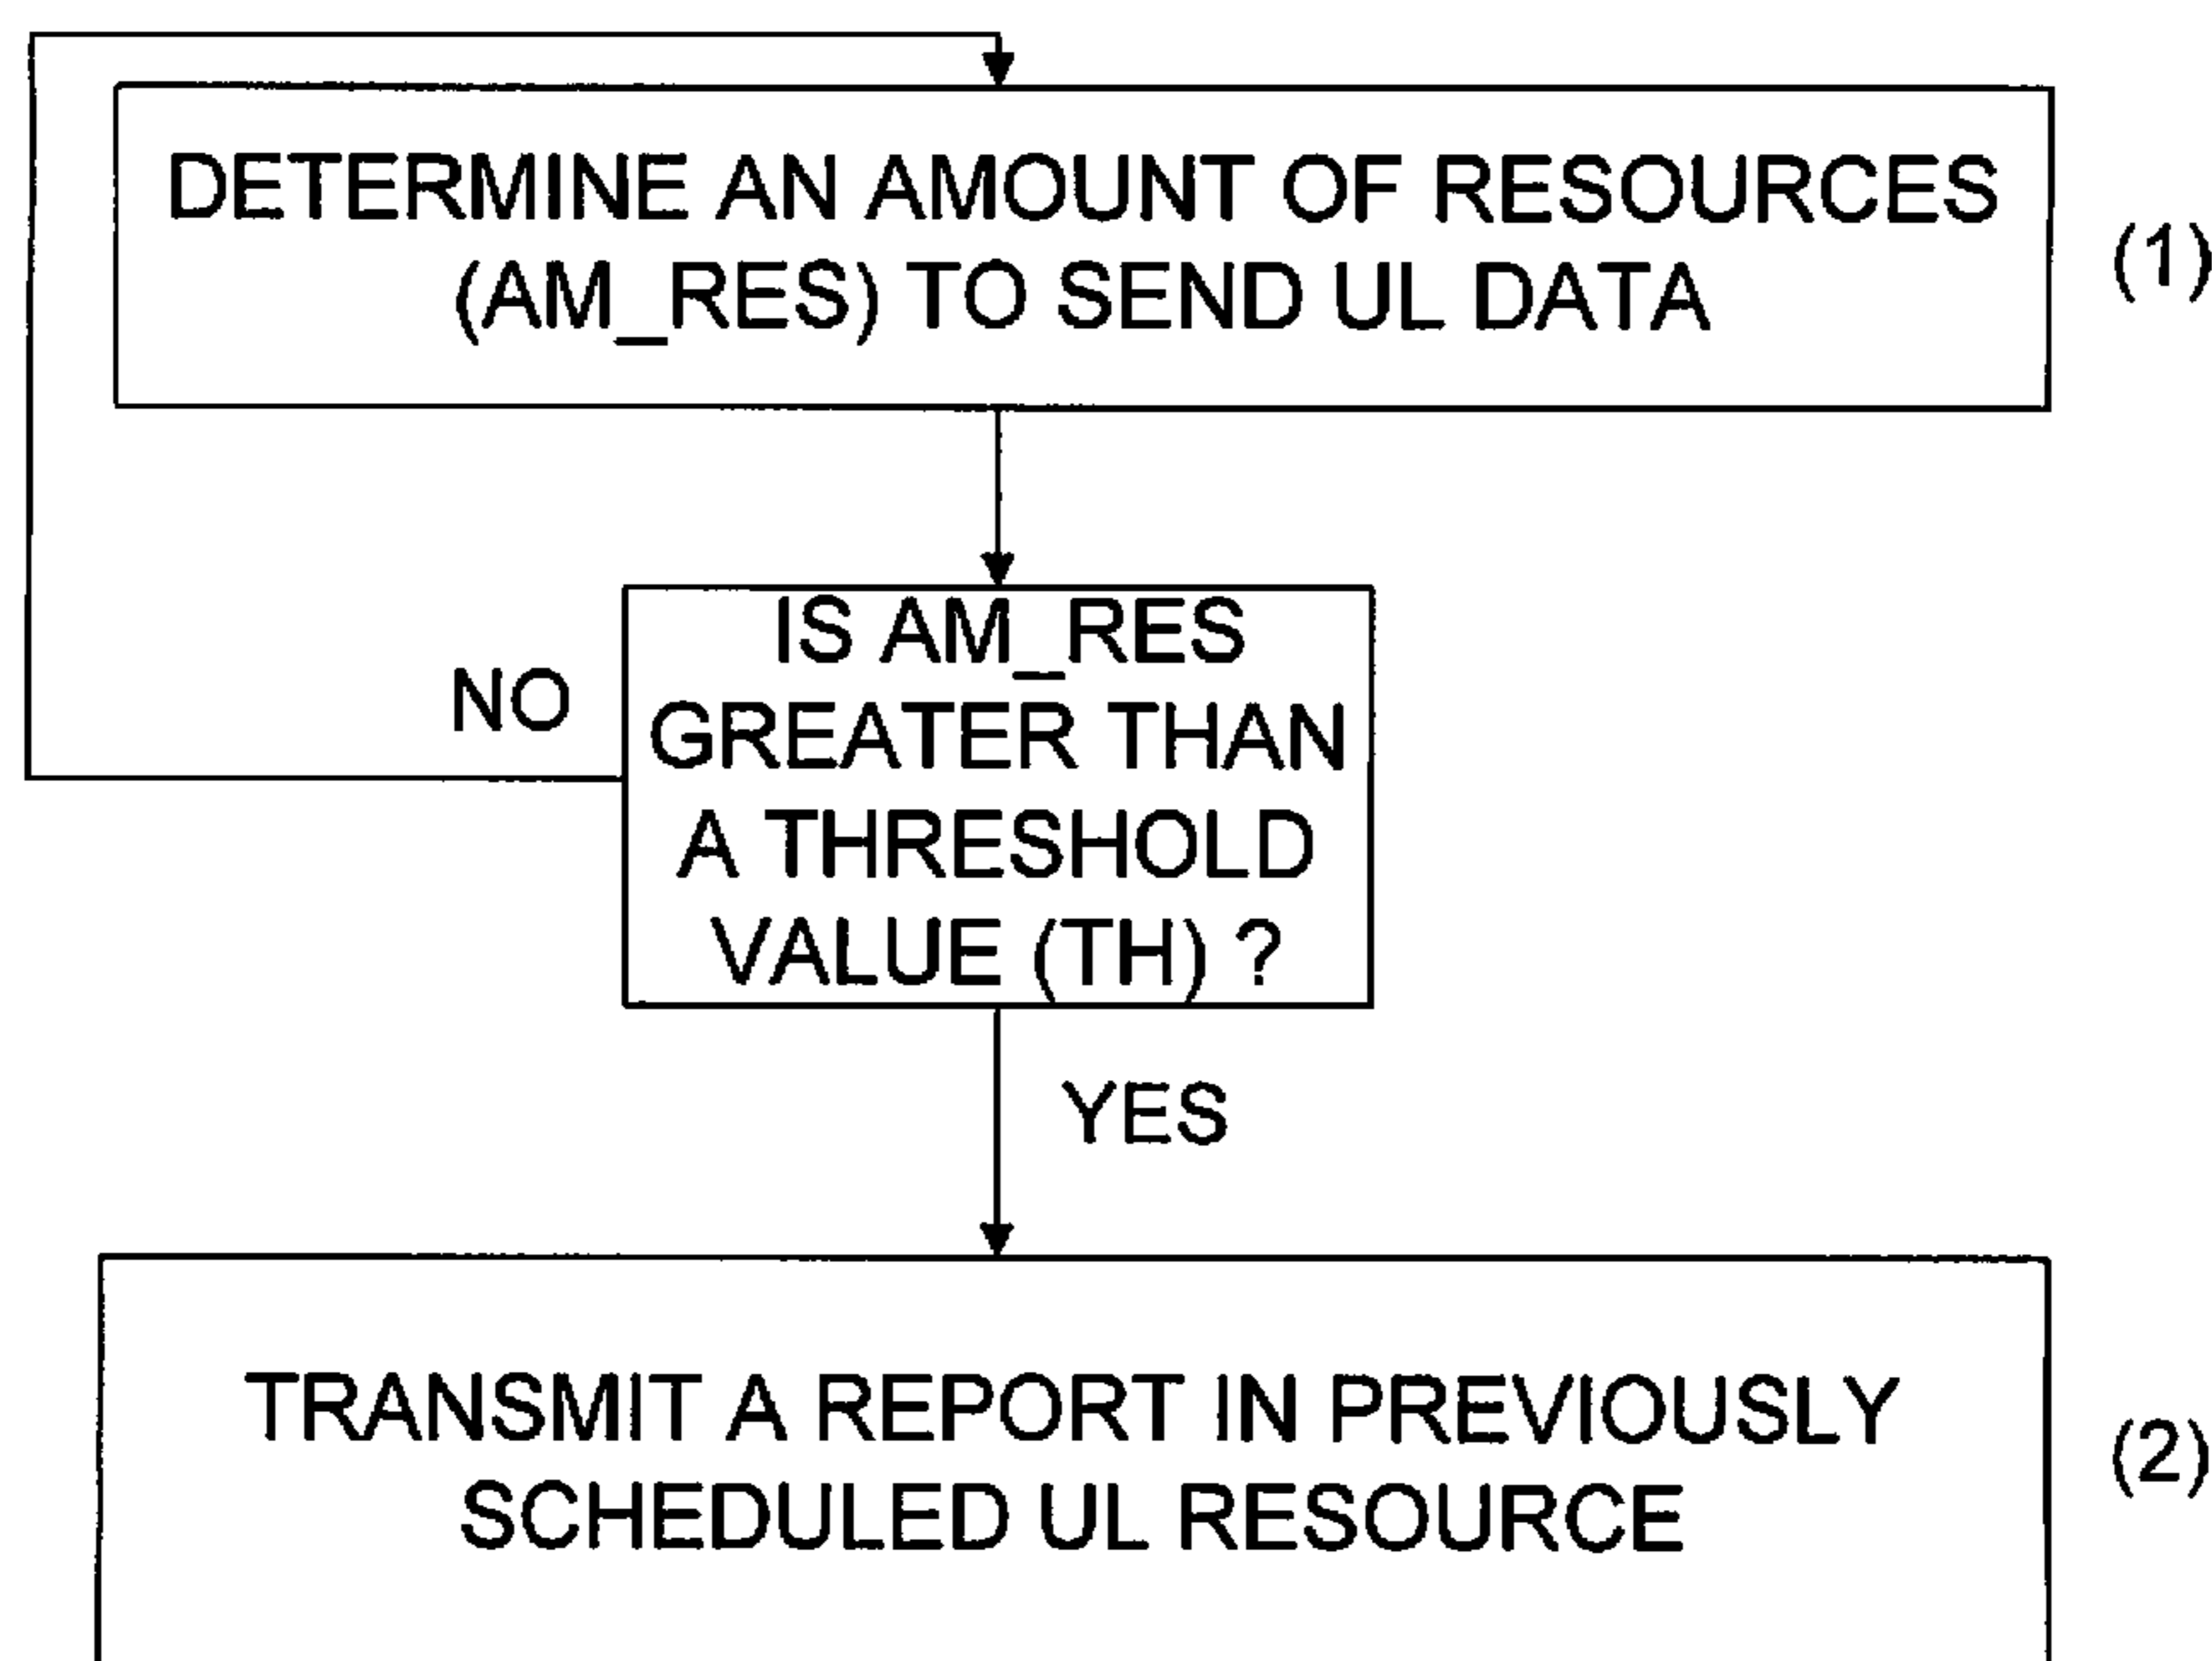 DETERMINE AN AMOUNT OF RESOURCES
(AM_RES) TO SEND UL DATA
(1)
IS AM_RES
GREATER THAN
A THRESHOLD
VALUE (TH) ?
NO
YES
TRANSMIT A REPORT IN PREVIOUSLY
SCHEDULED UL RESOURCE
(2)